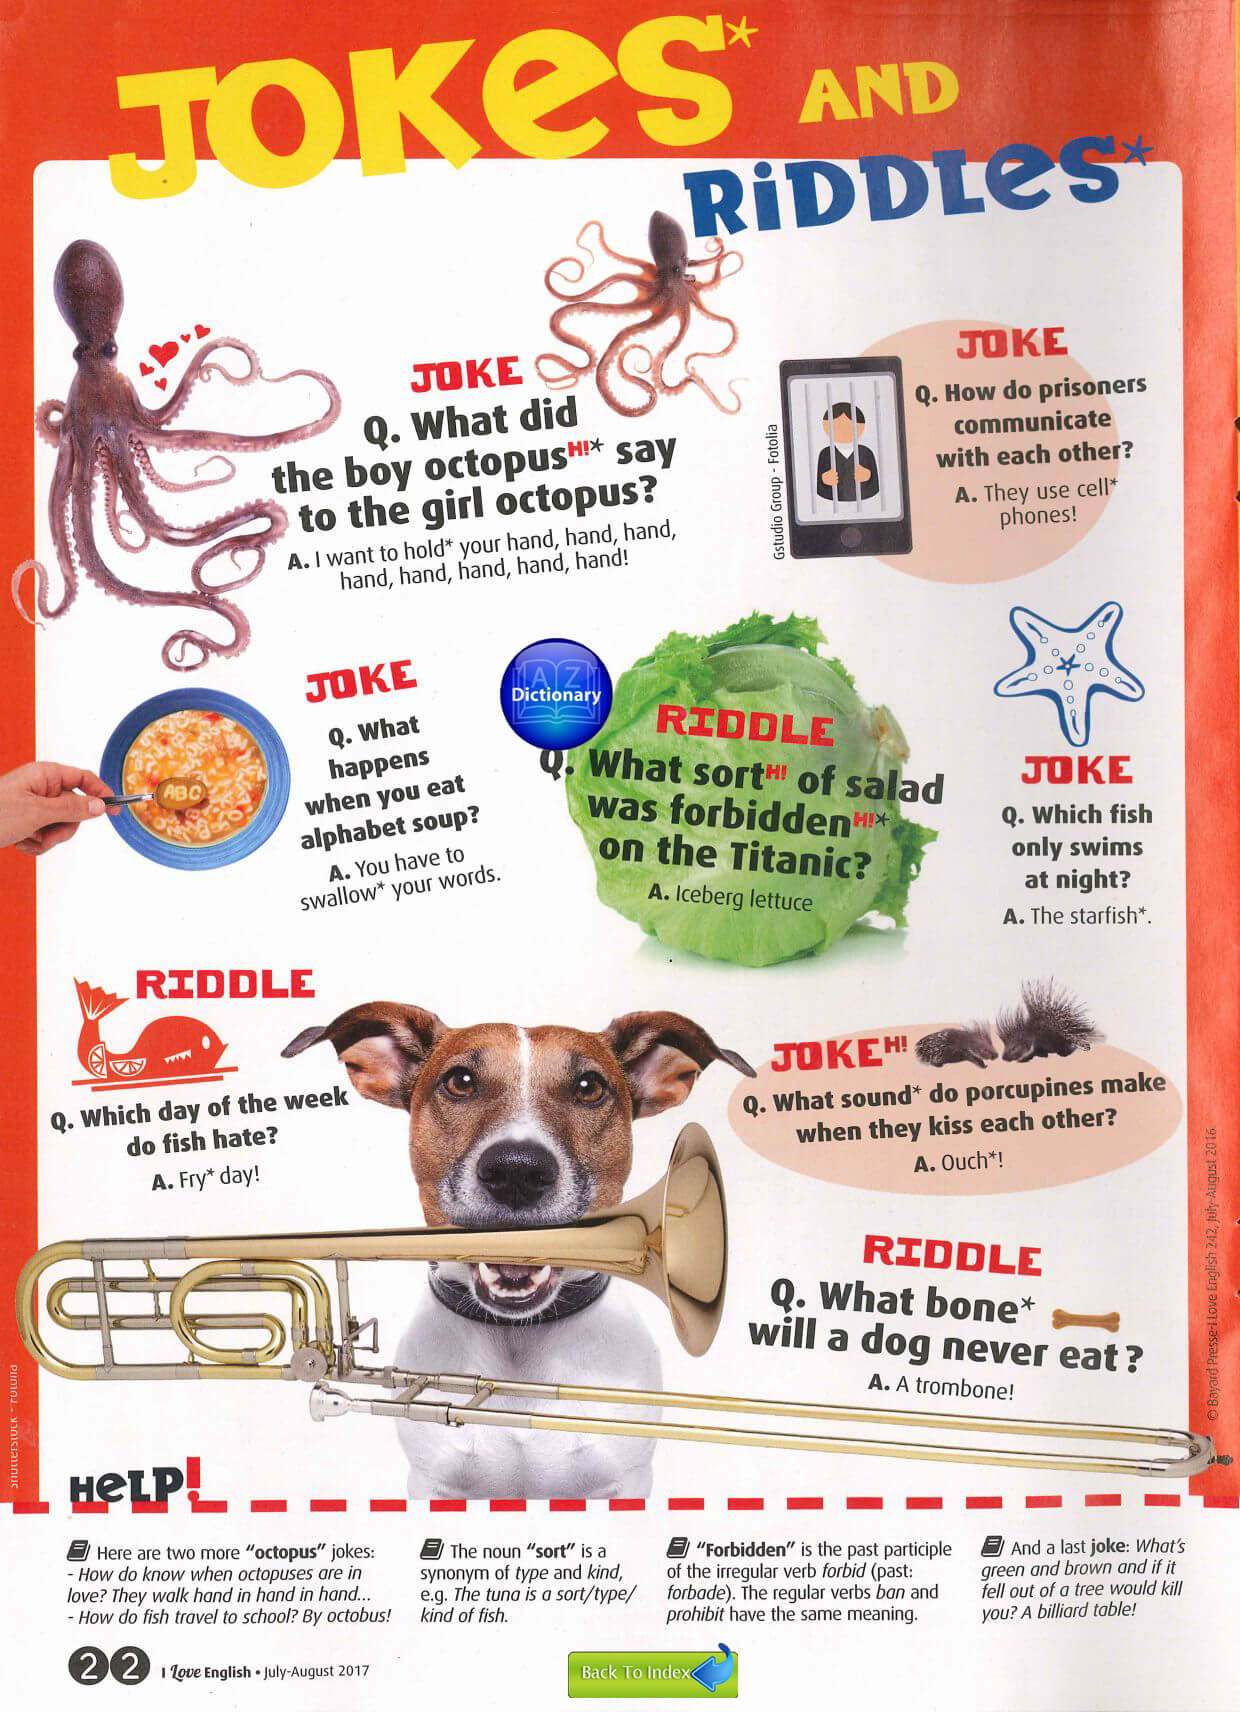 JOKES* AND
RIDDLES*
JOKE
Q. What did
the boy octopusHI!* say
to the girl octopus?
A. I want to hold* your hand, hand, hand,
hand, hand, hand, hand, hand!
JOKE
Q. How do prisoners
communicate
with each other?
A. They use cell*
phones!
Gstudio Group - Fotolia
JOKE
Q. What
happens
when you eat
alphabet soup?
A. You have to
swallow* your words.
ABC
A Z
Dictionary
RIDDLE
Q. What sortHI! of salad
was forbiddenHI!*
on the Titanic?
A. Iceberg lettuce
JOKE
Q. Which fish
only swims
at night?
A. The starfish*.
RIDDLE
Q. Which day of the week
do fish hate?
A. Fry* day!
JOKEHI!
Q. What sound* do porcupines make
when they kiss each other?
A. Ouch*!
RIDDLE
Q. What bone*
will a dog never eat?
A. A trombone!
© Bayard Presse-I Love English 242, July-August 2016
Shutterstock - Fotolia
HELP!
Here are two more "octopus" jokes:
- How do know when octopuses are in
love? They walk hand in hand in hand...
- How do fish travel to school? By octobus!
The noun "sort" is a
synonym of type and kind,
e.g. The tuna is a sort/type/
kind of fish.
"Forbidden" is the past participle
of the irregular verb forbid (past:
forbade). The regular verbs ban and
prohibit have the same meaning.
And a last joke: What's
green and brown and if it
fell out of a tree would kill
you? A billiard table!
22 I Love English • July-August 2017
Back To Index